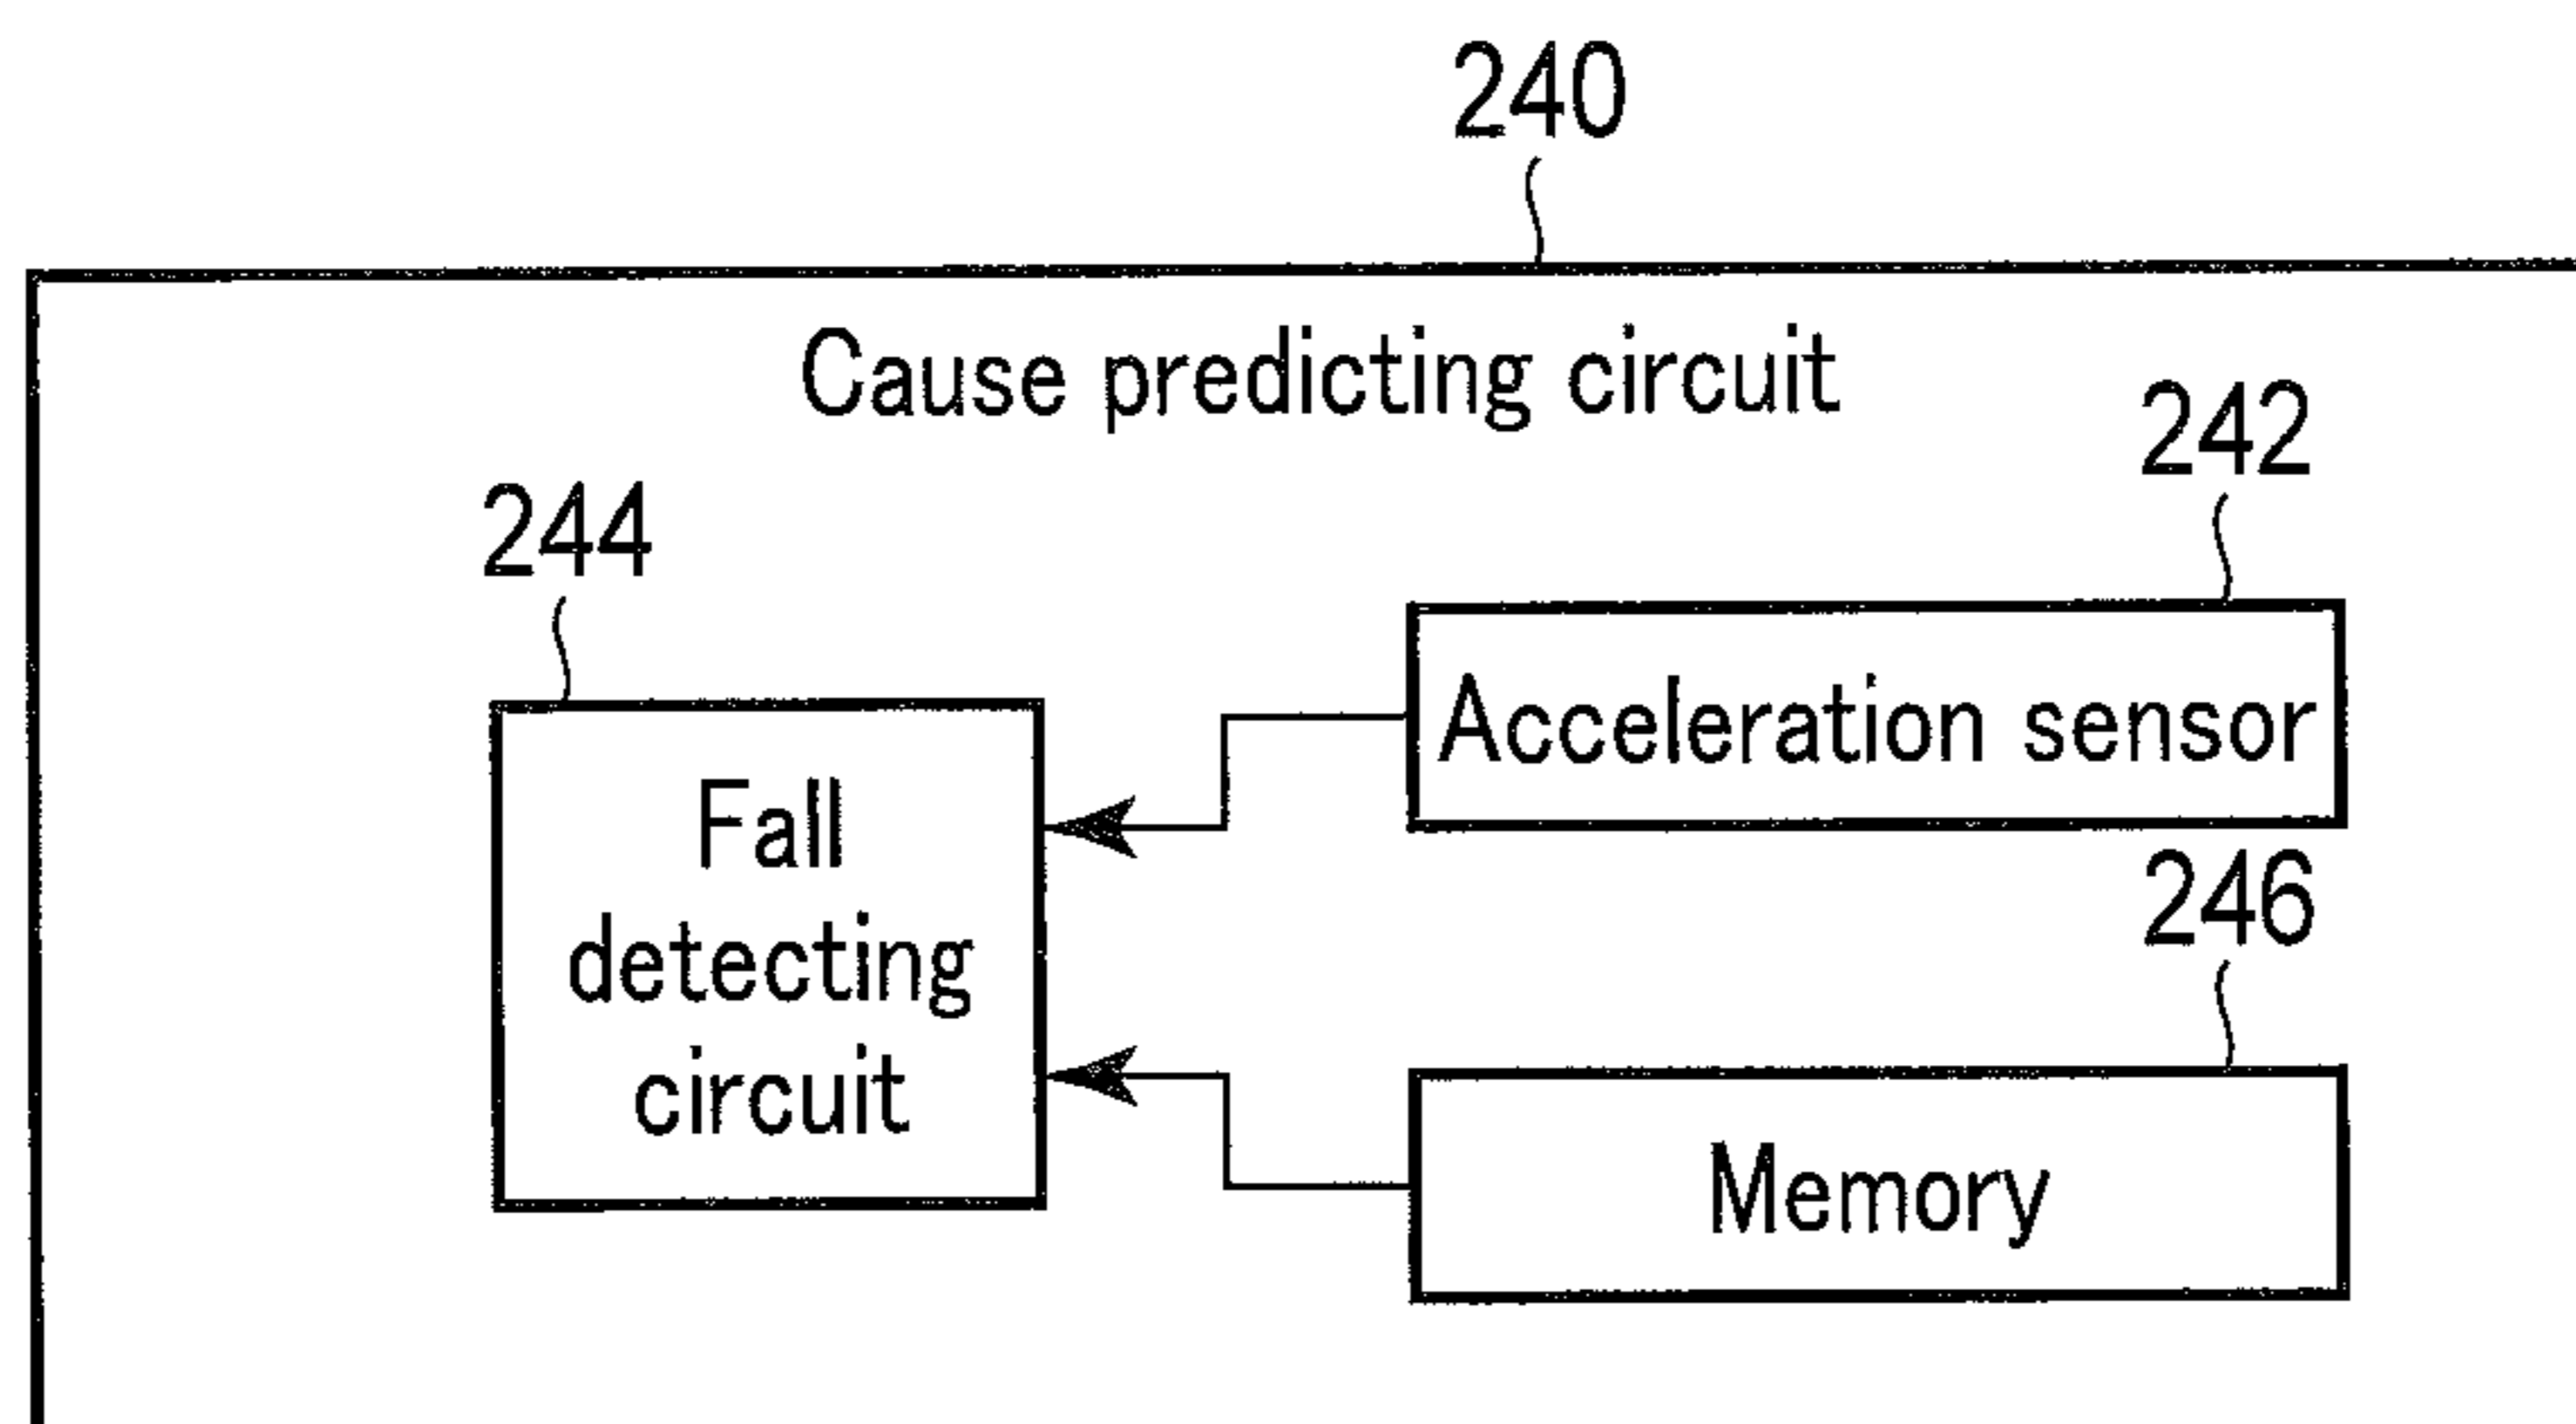 240
Cause predicting circuit
242
244
Acceleration sensor
Fall
detecting
circuit
246
Memory